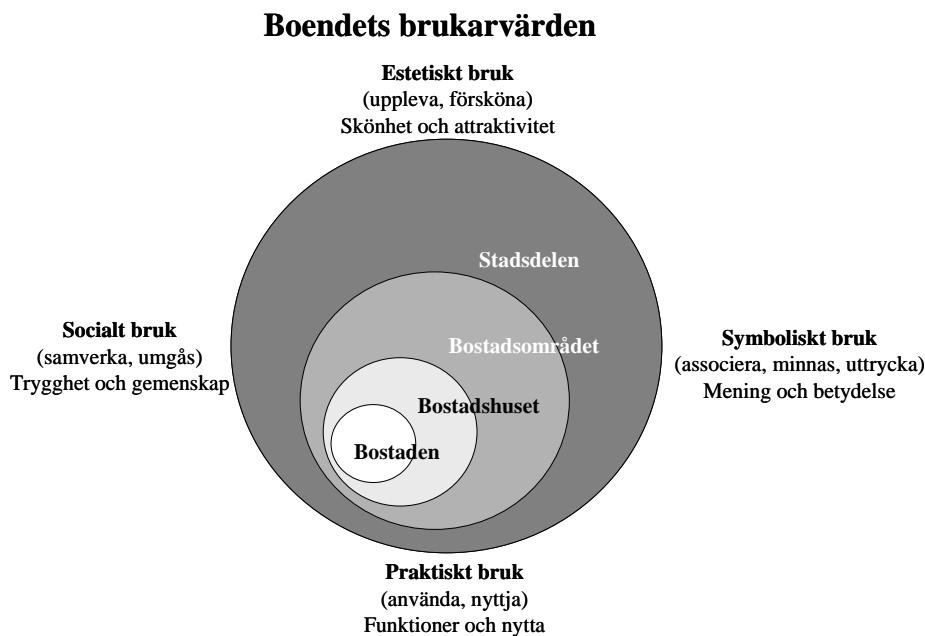 Boendets brukarvärden
Estetiskt bruk
(uppleva, försköna)
Skönhet och attraktivitet
Stadsdelen
Socialt bruk
(samverka, umgås)
Trygghet och gemenskap
Bostadsområdet
Symboliskt bruk
(associera, minnas, uttrycka)
Mening och betydelse
Bostadshuset
Bostaden
Praktiskt bruk
(använda, nyttja)
Funktioner och nytta